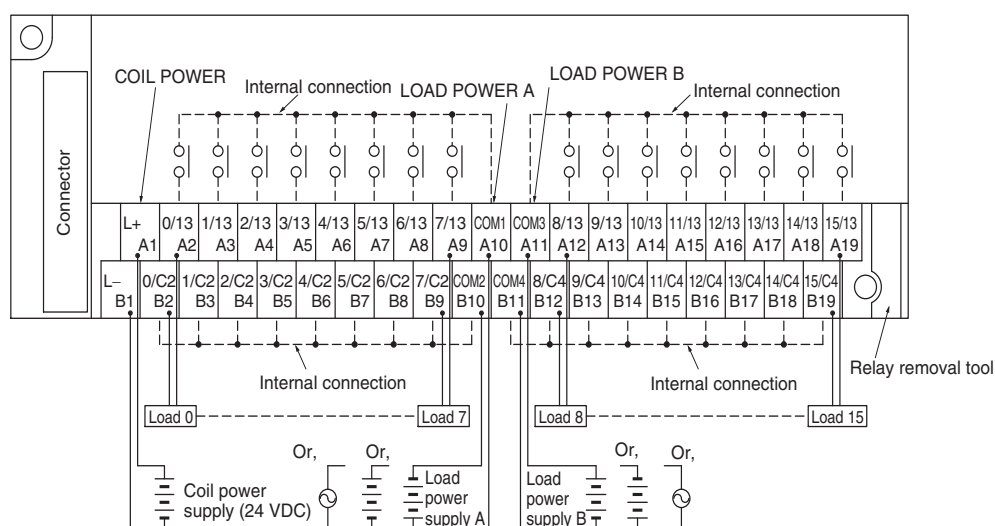 COIL POWER
Internal connection
LOAD POWER A
LOAD POWER B
Internal connection
Connector
L+ 0/13 1/13 2/13 3/13 4/13 5/13 6/13 7/13 COM1 COM3 8/13 9/13 10/13 11/13 12/13 13/13 14/13 15/13
A1 A2 A3 A4 A5 A6 A7 A8 A9 A10 A11 A12 A13 A14 A15 A16 A17 A18 A19
L– 0/C2 1/C2 2/C2 3/C2 4/C2 5/C2 6/C2 7/C2 COM2 COM4 8/C4 9/C4 10/C4 11/C4 12/C4 13/C4 14/C4 15/C4
B1 B2 B3 B4 B5 B6 B7 B8 B9 B10 B11 B12 B13 B14 B15 B16 B17 B18 B19
Internal connection
Internal connection
Relay removal tool
Load 0
Load 7
Load 8
Load 15
Or,
Or,
Or,
Or,
Coil power
supply (24 VDC)
Load
power
supply A
Load
power
supply B